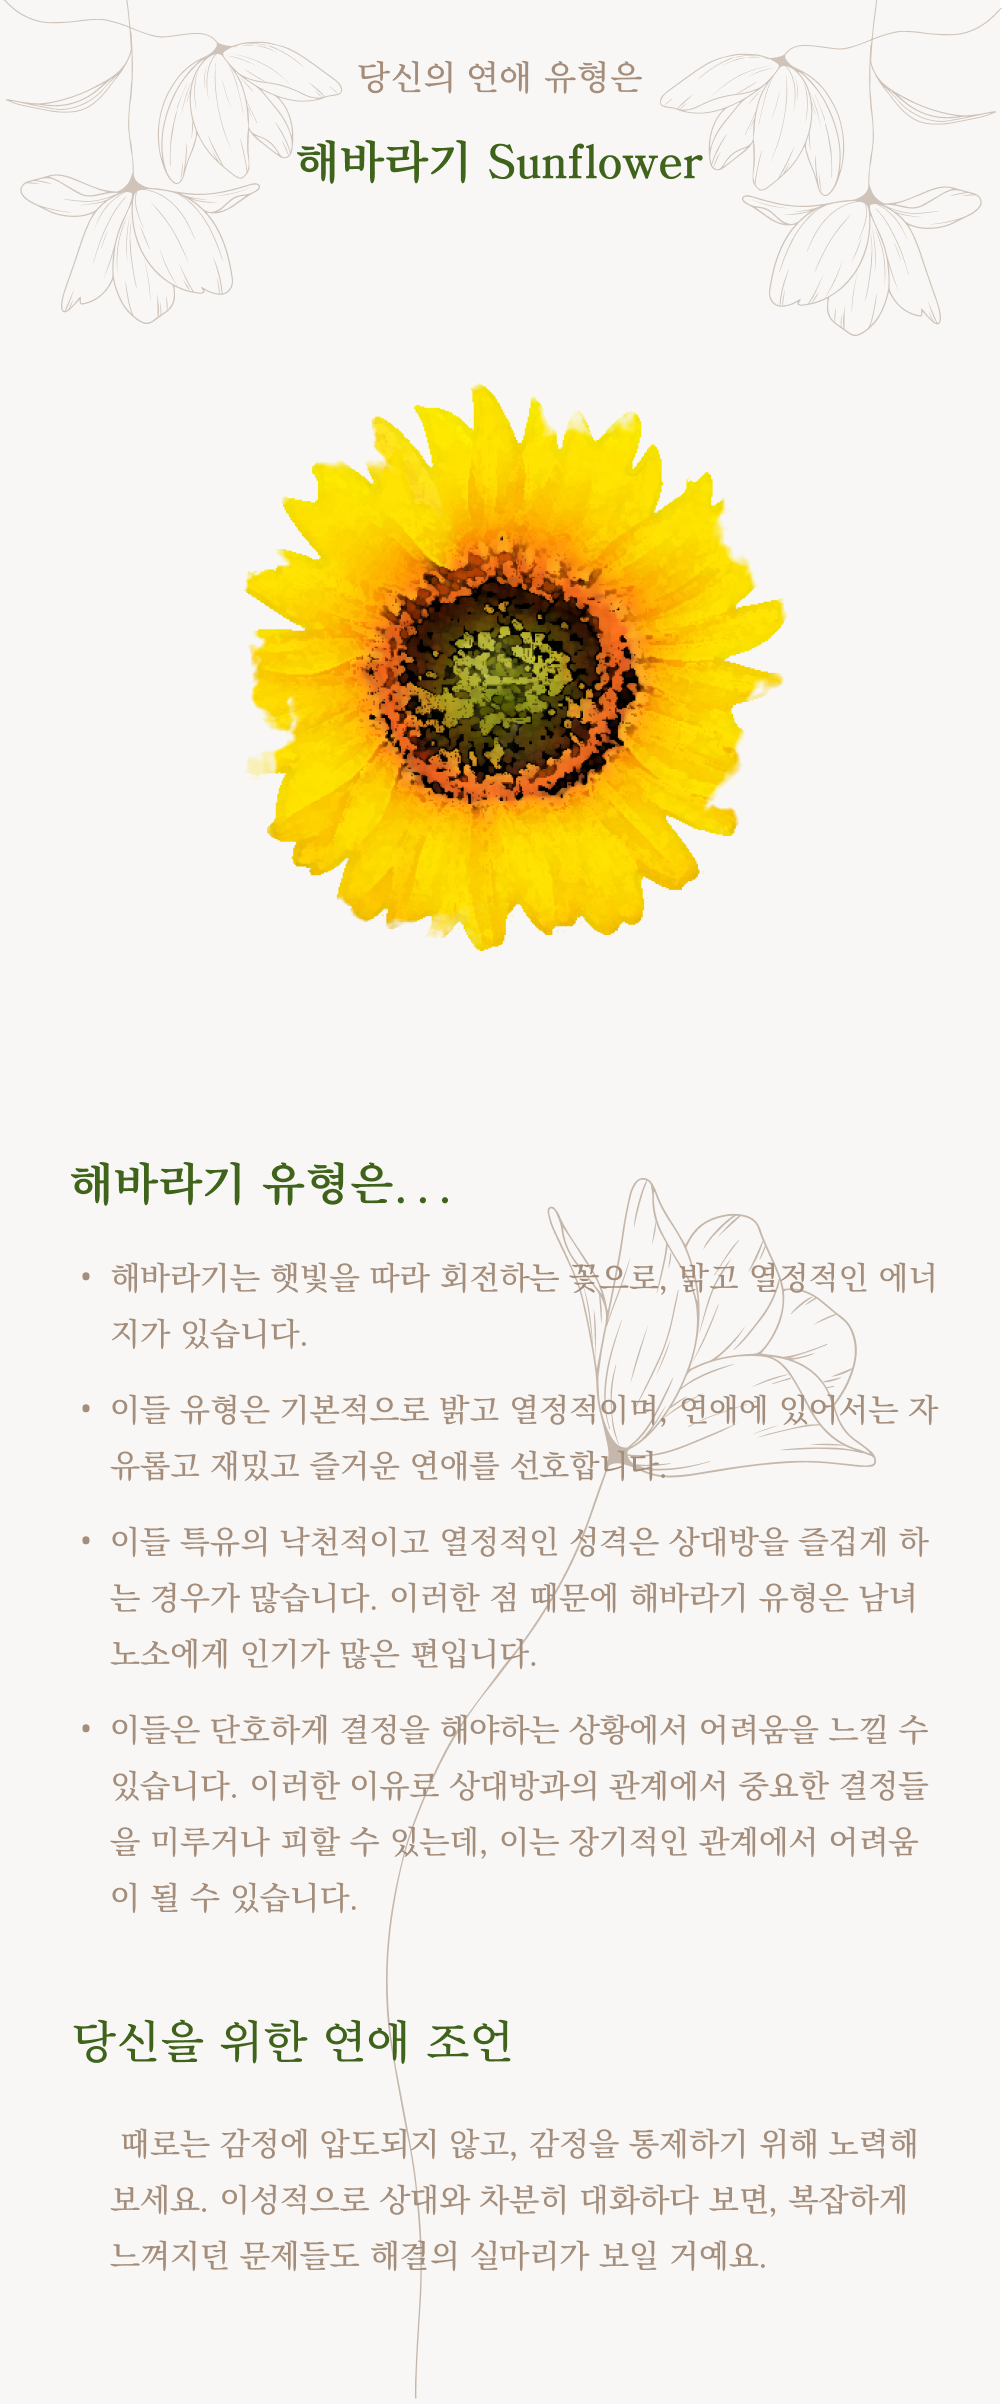 당신의 연애 유형은
해바라기 Sunflower
해바라기 유형은...
• 해바라기는 햇빛을 따라 회전하는 꽃으로, 밝고 열정적인 에너
지가 있습니다.
• 이들 유형은 기본적으로 밝고 열정적이며, 연애에 있어서는 자
유롭고 재밌고 즐거운 연애를 선호합니다.
• 이들 특유의 낙천적이고 열정적인 성격은 상대방을 즐겁게 하
는 경우가 많습니다. 이러한 점 때문에 해바라기 유형은 남녀
노소에게 인기가 많은 편입니다.
• 이들은 단호하게 결정을 해야하는 상황에서 어려움을 느낄 수
있습니다. 이러한 이유로 상대방과의 관계에서 중요한 결정들
을 미루거나 피할 수 있는데, 이는 장기적인 관계에서 어려움
이 될 수 있습니다.
당신을 위한 연애 조언
때로는 감정에 압도되지 않고, 감정을 통제하기 위해 노력해
보세요. 이성적으로 상대와 차분히 대화하다 보면, 복잡하게
느껴지던 문제들도 해결의 실마리가 보일 거예요.